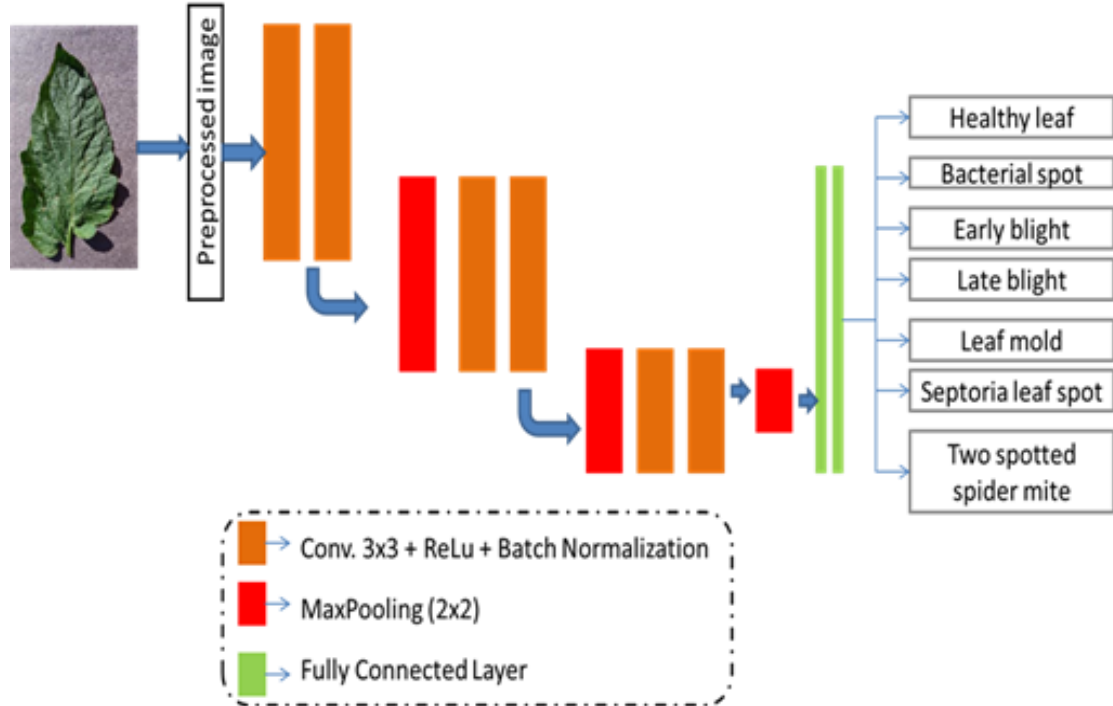 Preprocessed image
Healthy leaf
Bacterial spot
Early blight
Late blight
Leaf mold
Septoria leaf spot
Two spotted
spider mite
Conv. 3x3 + ReLu + Batch Normalization
MaxPooling (2x2)
Fully Connected Layer